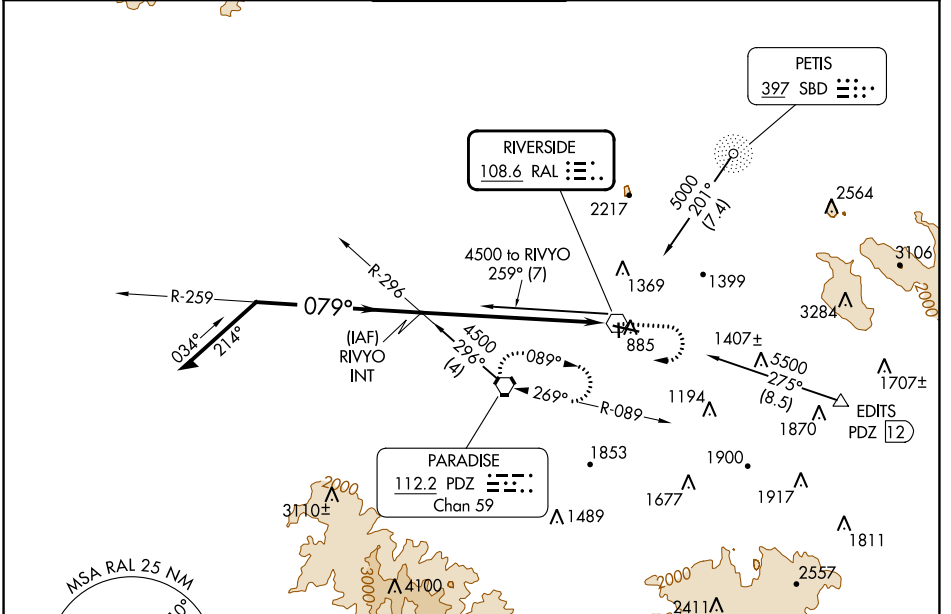 PETIS
397 SBD
RIVERSIDE
108.6 RAL
5000
201°
(7.4)
2217
2564
3106
2000
4500 to RIVYO
259° (7)
R-296
R-259
079°
1369
1399
3284
034°
214°
(IAF)
RIVYO
INT
4500
296°
(4)
885
089°
269°
R-089
1407±
5500
275°
(8.5)
1707±
1194
1870
EDITS
PDZ 12
PARADISE
112.2 PDZ
Chan 59
1853
1900
1677
1917
2000
3110±
1489
1811
MSA RAL 25 NM
3000
4100
2000
2557
2411